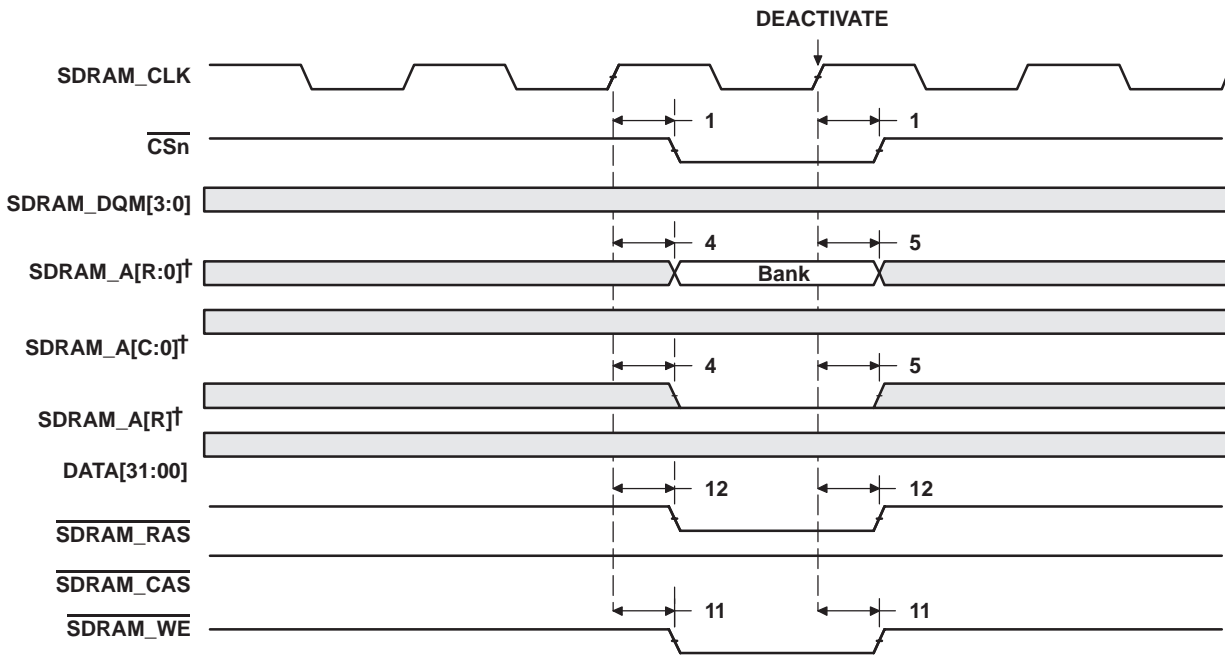 DEACTIVATE
SDRAM_CLK
1 1
CSn
SDRAM_DQM[3:0]
4 5
SDRAM_A[R:0]†
Bank
SDRAM_A[C:0]†
4 5
SDRAM_A[R]†
DATA[31:00]
12 12
SDRAM_RAS
SDRAM_CAS
11 11
SDRAM_WE